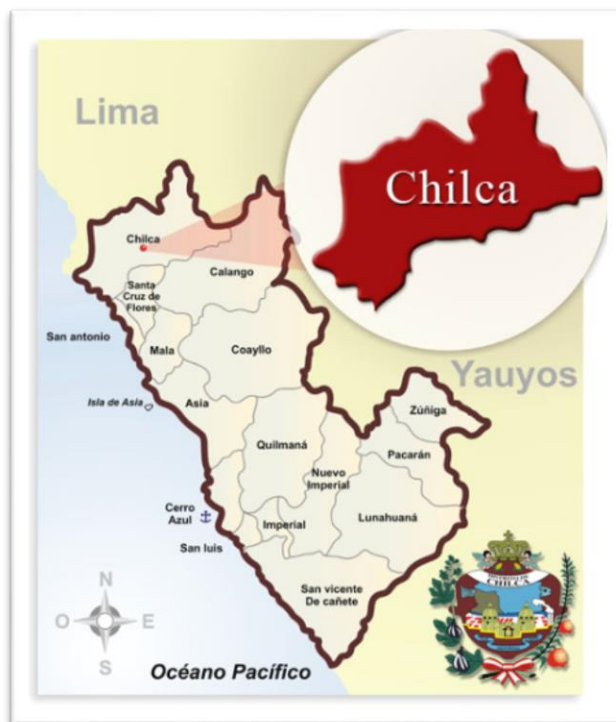 Lima
Chilca
Chilca
Calango
Santa
Cruz de
Flores
San antonio
Mala
Coayllo
Yauyos
Isla de Asia
Asia
Zúñiga
Quilmaná
Pacarán
Nuevo
Imperial
Cerro
Azul
Imperial
Lunahuaná
San luis
San vicente
De cañete
N
O
E
S
CHILCA
Océano Pacífico